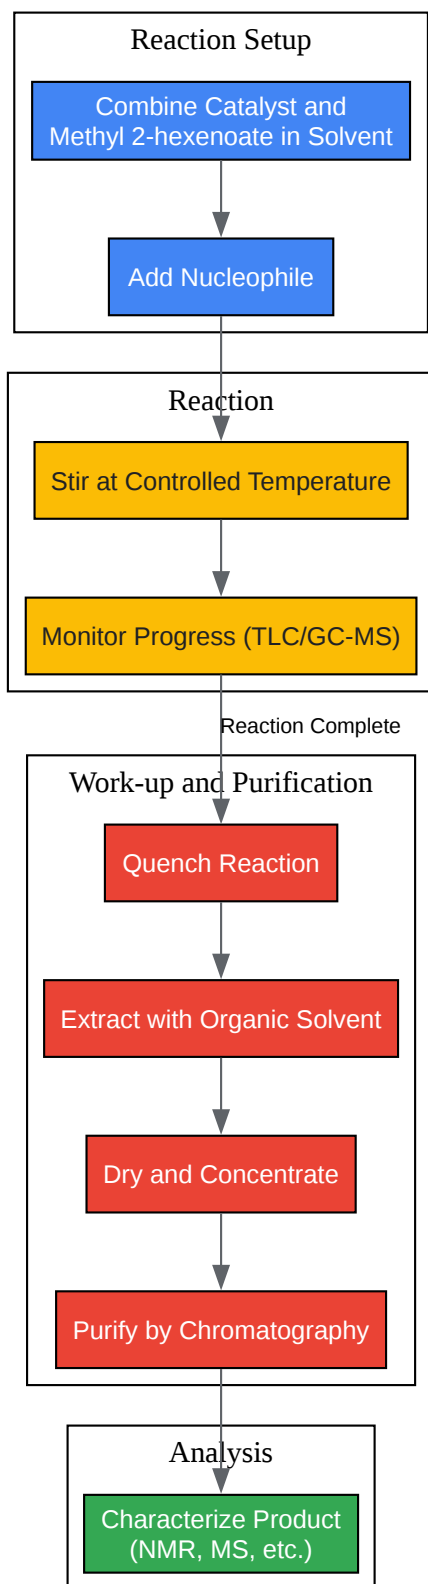 Reaction Setup
Combine Catalyst and
Methyl 2-hexenoate in Solvent
Add Nucleophile
Reaction
Stir at Controlled Temperature
Monitor Progress (TLC/GC-MS)
Reaction Complete
Work-up and Purification
Quench Reaction
Extract with Organic Solvent
Dry and Concentrate
Purify by Chromatography
Analysis
Characterize Product
(NMR, MS, etc.)